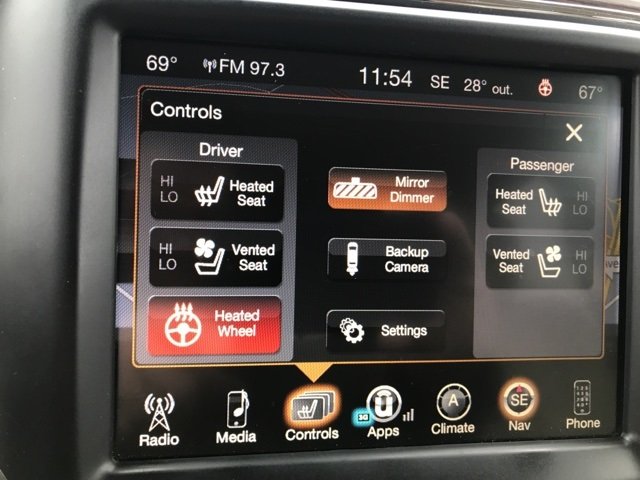 69° FM 97.3 11:54 SE 28° out. 67°
Controls
Driver
HI
LO
Heated
Seat
HI
LO
Vented
Seat
Heated
Wheel
Mirror
Dimmer
Backup
Camera
Settings
Passenger
Heated
Seat
HI
LO
Vented
Seat
HI
LO
Radio
Media
Controls
3G
Apps
A
Climate
SE
Nav
Phone